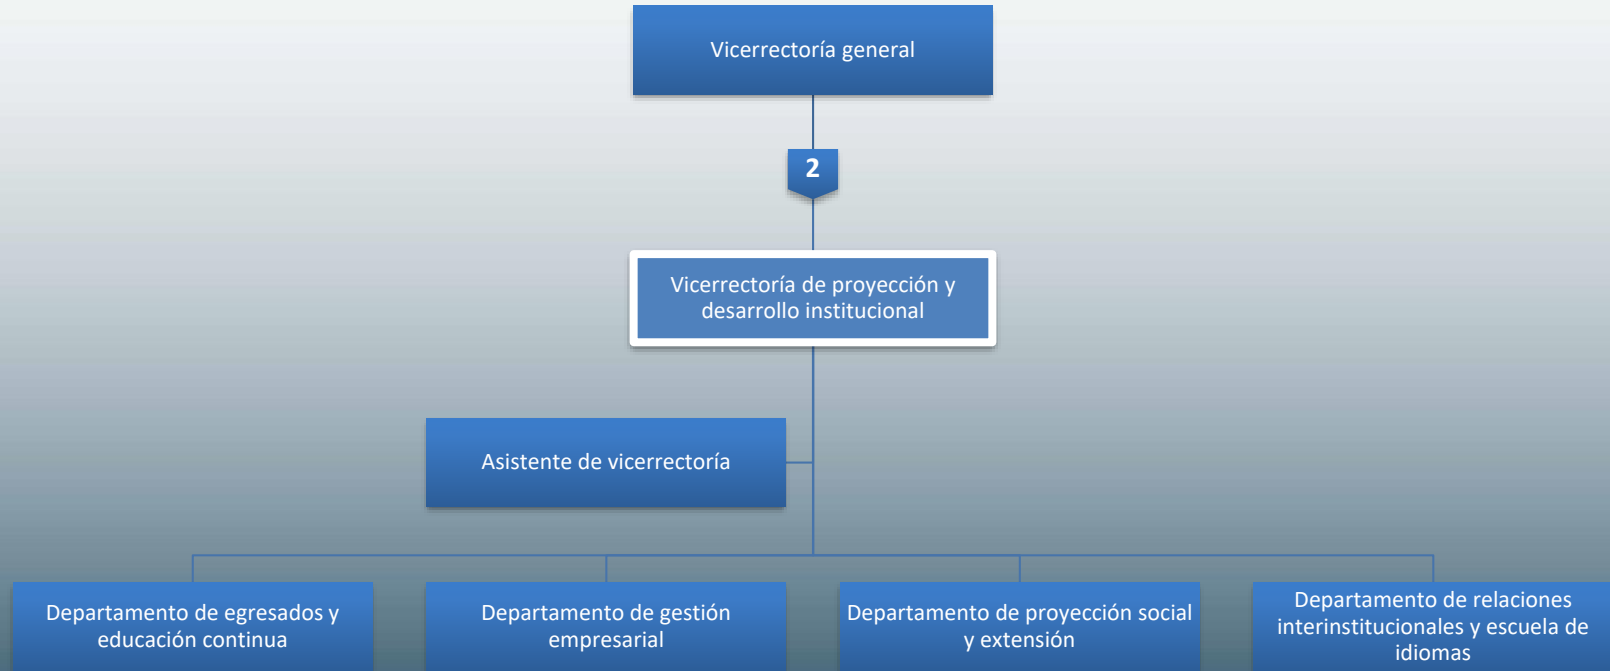 Vicerrectoría general
2
Vicerrectoría de proyección y
desarrollo institucional
Asistente de vicerrectoría
Departamento de egresados y
educación continua
Departamento de gestión
empresarial
Departamento de proyección social
y extensión
Departamento de relaciones
interinstitucionales y escuela de
idiomas